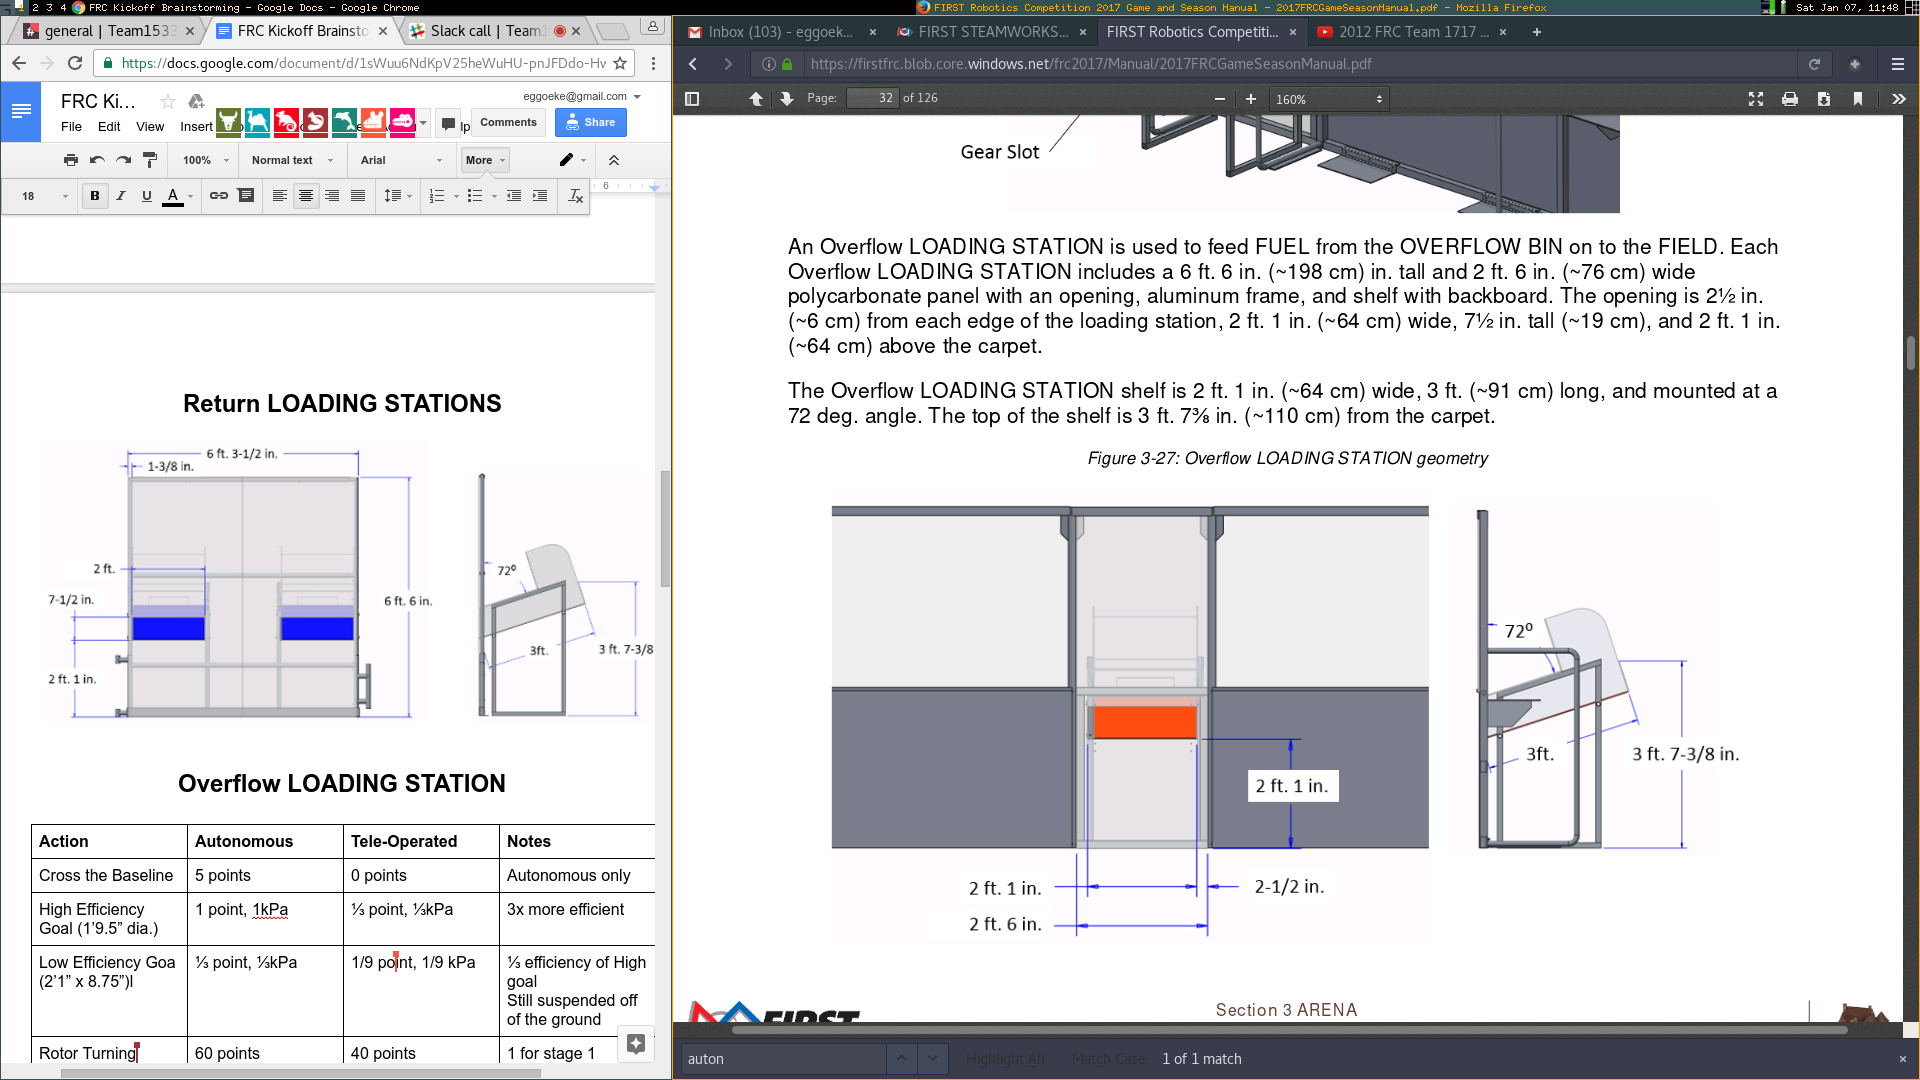 1 2 3 4 FRC Kickoff Brainstorming - Google Docs - Google Chrome
FIRST Robotics Competition 2017 Game and Season Manual - 2017FRCGameSeasonManual.pdf - Mozilla Firefox
Sat Jan 07, 11:48
general | Team1533
FRC Kickoff Brainsto
Slack call | Team1
https://docs.google.com/document/d/1sWuu6NdKpV25heWuHU-pnJFDdo-Hv
FRC Ki...
eggoeke@gmail.com
File Edit View Insert
lp
Comments
Share
100% Normal text Arial More
18 B I U A
6
Return LOADING STATIONS
6 ft. 3-1/2 in.
1-3/8 in.
2 ft.
7-1/2 in.
6 ft. 6 in.
2 ft. 1 in.
72°
3ft.
3 ft. 7-3/8
Overflow LOADING STATION
Action Autonomous Tele-Operated Notes
Cross the Baseline 5 points 0 points Autonomous only
High Efficiency Goal (1'9.5” dia.) 1 point, 1kPa ⅓ point, ⅓kPa 3x more efficient
Low Efficiency Goa (2'1” x 8.75”)l ⅓ point, ⅓kPa 1/9 point, 1/9 kPa ⅓ efficiency of High goal
Still suspended off of the ground
Rotor Turning 60 points 40 points 1 for stage 1
Inbox (103) - eggoek...
FIRST STEAMWORKS...
FIRST Robotics Competiti...
2012 FRC Team 1717 ...
https://firstfrc.blob.core.windows.net/frc2017/Manual/2017FRCGameSeasonManual.pdf
Page: 32 of 126
160%
Gear Slot
An Overflow LOADING STATION is used to feed FUEL from the OVERFLOW BIN on to the FIELD. Each
Overflow LOADING STATION includes a 6 ft. 6 in. (~198 cm) in. tall and 2 ft. 6 in. (~76 cm) wide
polycarbonate panel with an opening, aluminum frame, and shelf with backboard. The opening is 2½ in.
(~6 cm) from each edge of the loading station, 2 ft. 1 in. (~64 cm) wide, 7½ in. tall (~19 cm), and 2 ft. 1 in.
(~64 cm) above the carpet.
The Overflow LOADING STATION shelf is 2 ft. 1 in. (~64 cm) wide, 3 ft. (~91 cm) long, and mounted at a
72 deg. angle. The top of the shelf is 3 ft. 7⅜ in. (~110 cm) from the carpet.
Figure 3-27: Overflow LOADING STATION geometry
72°
2 ft. 1 in.
3ft.
3 ft. 7-3/8 in.
2 ft. 1 in.
2-1/2 in.
2 ft. 6 in.
FIRST
Section 3 ARENA
auton
Highlight All
Match Case
1 of 1 match